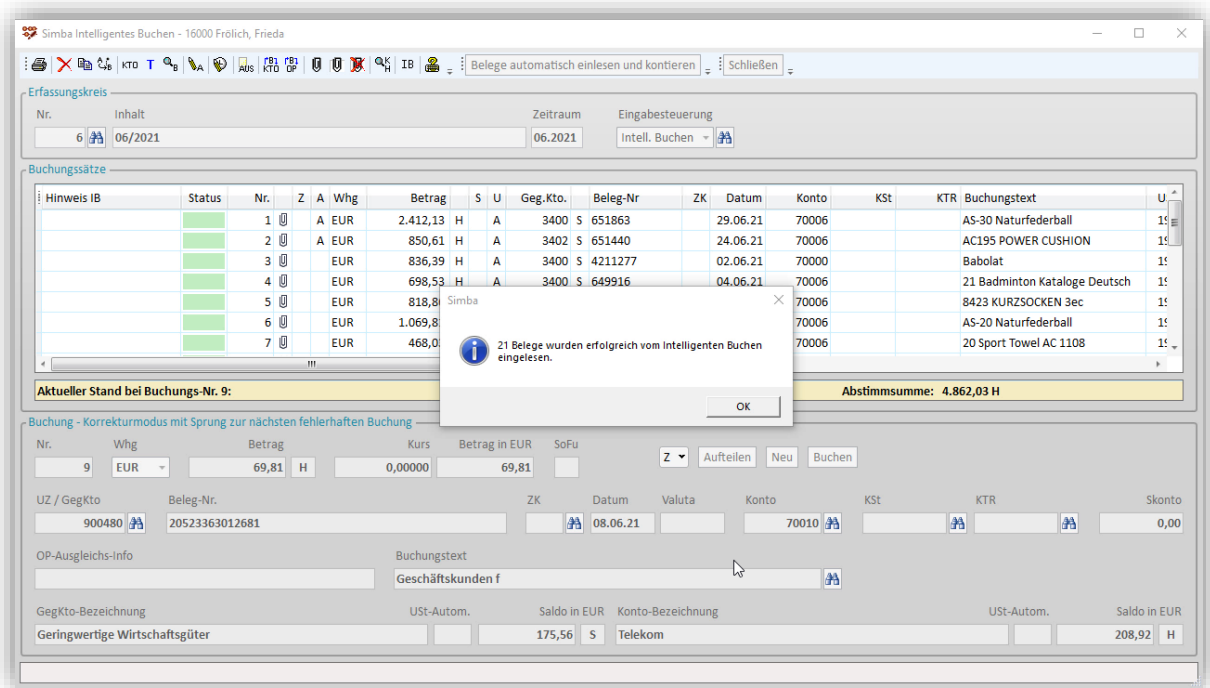 Simba Intelligentes Buchen - 16000 Frölich, Frieda
KTO T AUS KTO OP IB Belege automatisch einlesen und kontieren Schließen
Erfassungskreis
Nr. Inhalt Zeitraum Eingabesteuerung
6 06/2021 06.2021 Intell. Buchen
Buchungssätze
Hinweis IB Status Nr. Z A Whg Betrag S U Geg.Kto. Beleg-Nr ZK Datum Konto KSt KTR Buchungstext
1 A EUR 2.412,13 H A 3400 S 651863 29.06.21 70006 AS-30 Naturfederball
2 A EUR 850,61 H A 3402 S 651440 24.06.21 70006 AC195 POWER CUSHION
3 EUR 836,39 H A 3400 S 4211277 02.06.21 70000 Babolat
4 EUR 698,53 H A 3400 S 649916 04.06.21 70006 21 Badminton Kataloge Deutsch
5 EUR 70006 8423 KURZSOCKEN 3ec
6 EUR 70006 AS-20 Naturfederball
7 EUR 70006 20 Sport Towel AC 1108
Simba
21 Belege wurden erfolgreich vom Intelligenten Buchen
eingelesen.
OK
Aktueller Stand bei Buchungs-Nr. 9: Abstimmsumme: 4.862,03 H
Buchung - Korrekturmodus mit Sprung zur nächsten fehlerhaften Buchung
Nr. Whg Betrag Kurs Betrag in EUR SoFu
9 EUR 69,81 H 0,00000 69,81 Z Aufteilen Neu Buchen
UZ / GegKto Beleg-Nr. ZK Datum Valuta Konto KSt KTR Skonto
900480 20523363012681 08.06.21 70010 0,00
OP-Ausgleichs-Info Buchungstext
Geschäftskunden f
GegKto-Bezeichnung USt-Autom. Saldo in EUR Konto-Bezeichnung USt-Autom. Saldo in EUR
Geringwertige Wirtschaftsgüter 175,56 S Telekom 208,92 H